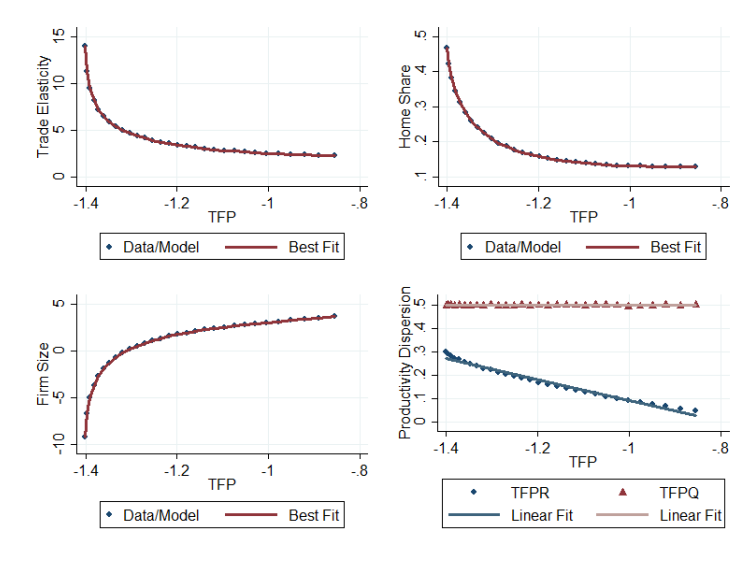 Trade Elasticity
15
10
5
0
-1.4 -1.2 -1 -.8
TFP
Data/Model Best Fit
Home Share
.5
.4
.3
.2
.1
-1.4 -1.2 -1 -.8
TFP
Data/Model Best Fit
Firm Size
5
0
-5
-10
-1.4 -1.2 -1 -.8
TFP
Data/Model Best Fit
Productivity Dispersion
.5
.4
.3
.2
.1
0
-1.4 -1.2 -1 -.8
TFP
TFPR TFPQ
Linear Fit Linear Fit